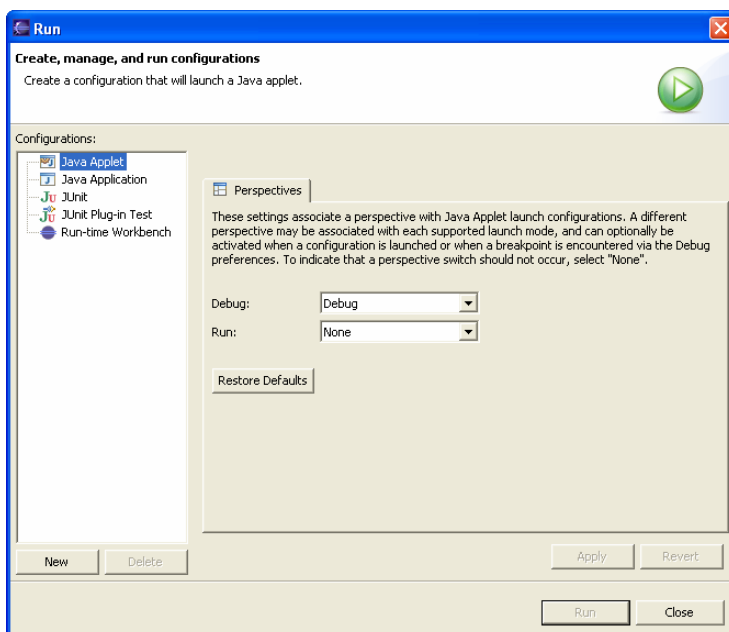 Run
Create, manage, and run configurations
Create a configuration that will launch a Java applet.
Configurations:
Java Applet
Java Application
JUnit
JUnit Plug-in Test
Run-time Workbench
New
Delete
Perspectives
These settings associate a perspective with Java Applet launch configurations. A different
perspective may be associated with each supported launch mode, and can optionally be
activated when a configuration is launched or when a breakpoint is encountered via the Debug
preferences. To indicate that a perspective switch should not occur, select "None".
Debug: Debug
Run: None
Restore Defaults
Apply
Revert
Run
Close